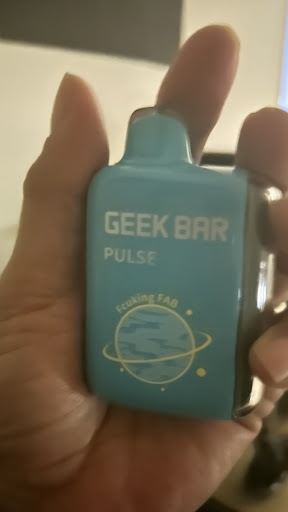 GEEK BAR
PULSE
Fcuking FAB